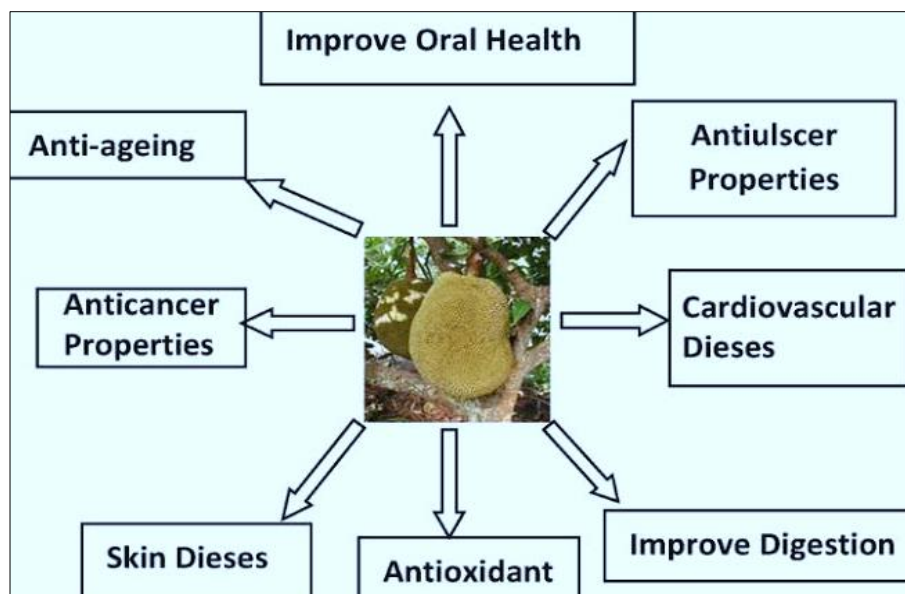 Improve Oral Health
Anti-ageing
Antiulscer
Properties
Anticancer
Properties
Cardiovascular
Dieses
Skin Dieses
Antioxidant
Improve Digestion